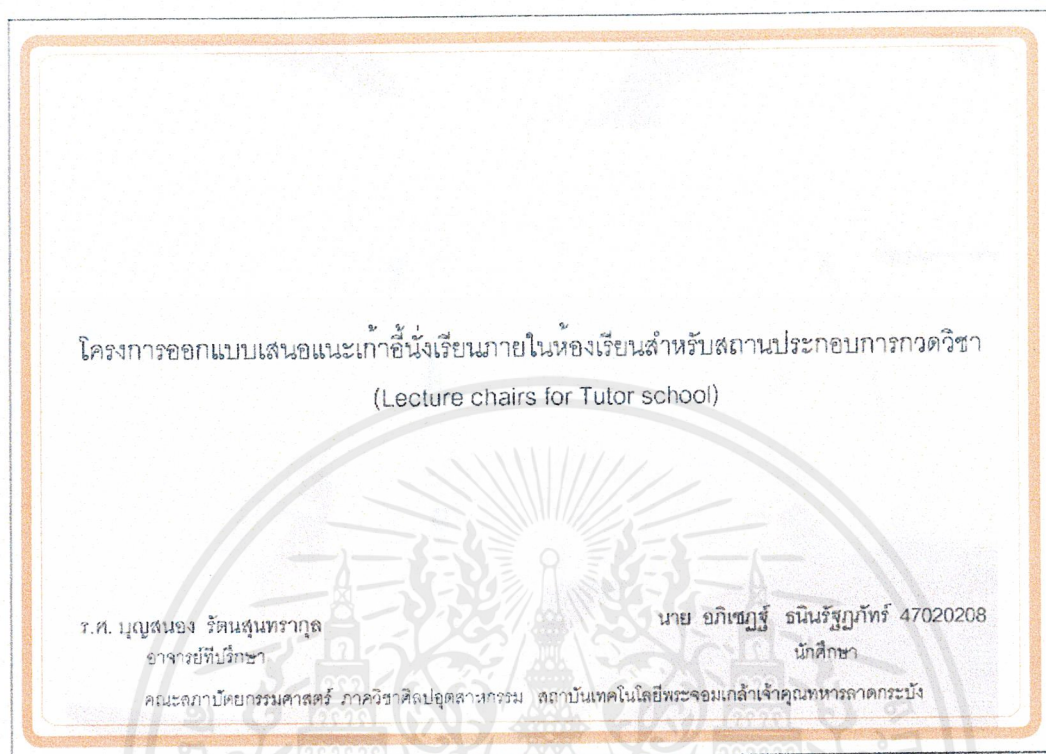 โครงการออกแบบเสนอแนะเก้าอี้นั่งเรียนภายในห้องเรียนสำหรับสถานประกอบการกวดวิชา
(Lecture chairs for Tutor school)
ร.ศ. บุญสนอง รัตนสุนทรากุล
อาจารย์ที่ปรึกษา
นาย อภิเชฏฐ์ ธนินรัฐฏภัทร์ 47020208
นักศึกษา
คณะสถาปัตยกรรมศาสตร์ ภาควิชาศิลปอุตสาหกรรม สถาบันเทคโนโลยีพระจอมเกล้าเจ้าคุณทหารลาดกระบัง